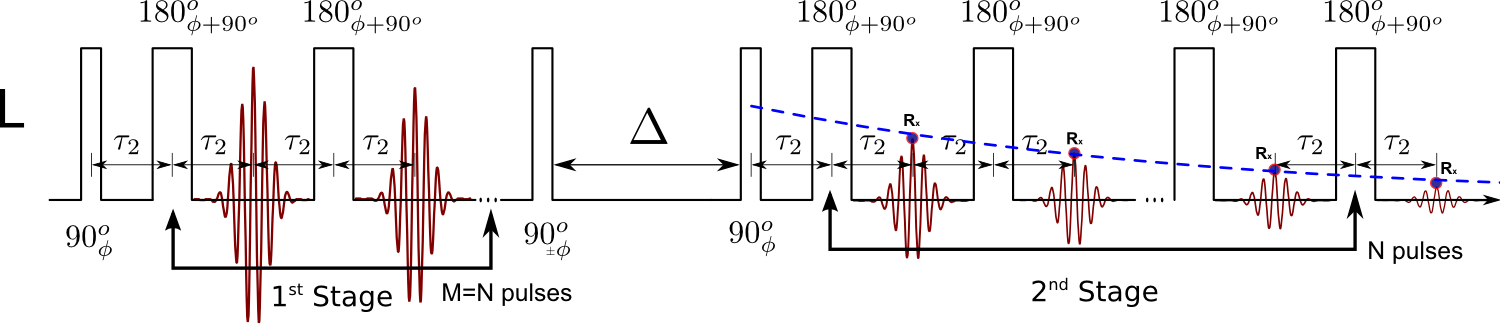 180°ϕ+90° 180°ϕ+90° 180°ϕ+90° 180°ϕ+90° 180°ϕ+90° 180°ϕ+90°
L
Δ
Rₓ Rₓ Rₓ Rₓ
τ₂ τ₂ τ₂ τ₂ τ₂ τ₂ τ₂ τ₂ τ₂ τ₂
90°ϕ 90°±ϕ 90°ϕ
1st Stage M=N pulses 2nd Stage N pulses